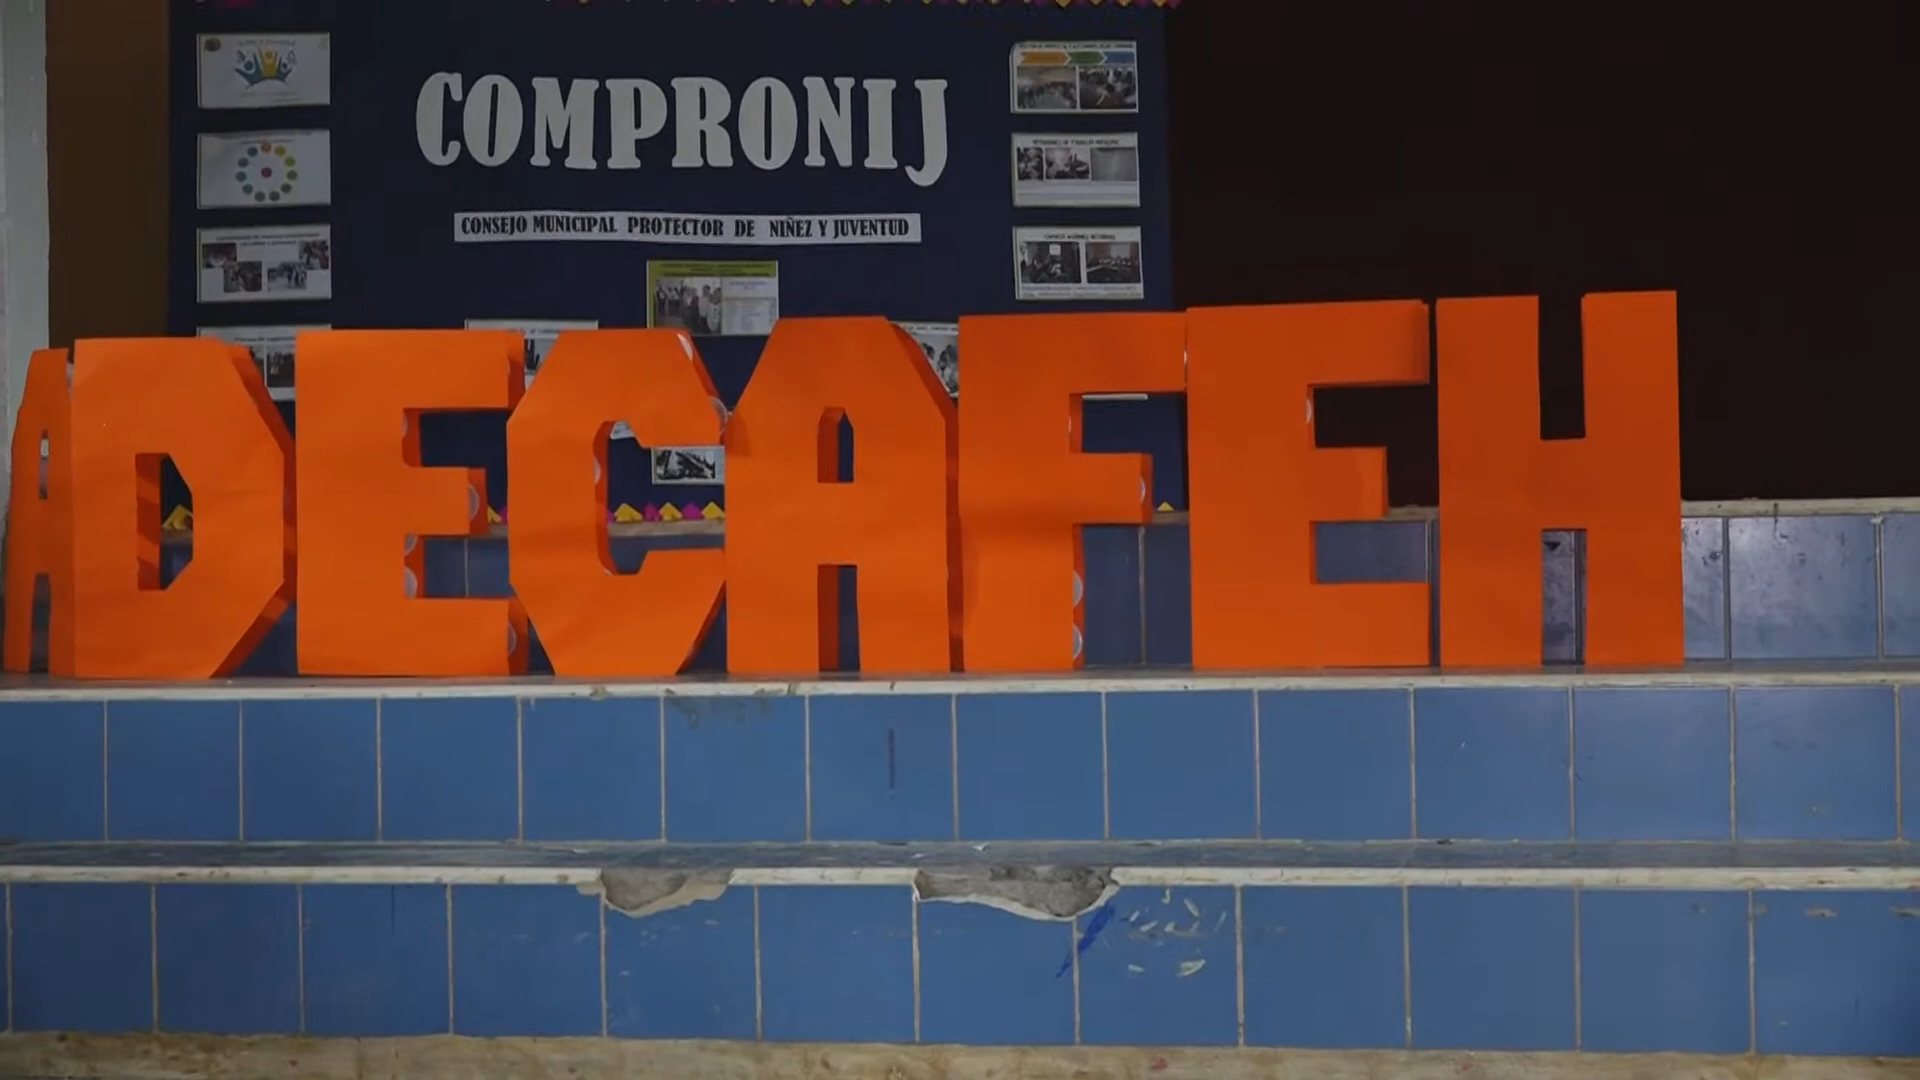 COMPRONIJ
CONSEJO MUNICIPAL PROTECTOR DE NIÑEZ Y JUVENTUD
ADECAFEH